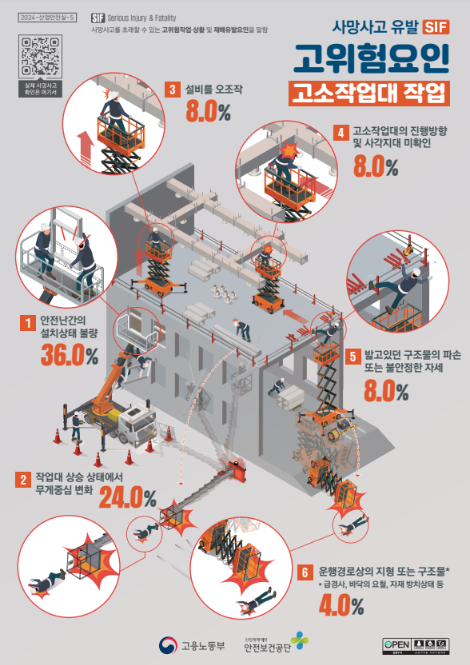 2024-산업안전실-5
SIF Serious Injury & Fatality
사망사고를 초래할 수 있는 고위험작업·상황 및 재해유발요인을 말함
실제 사고사망
확인은 여기서
사망사고 유발 SIF
고위험요인
고소작업대 작업
3 설비를 오조작
8.0%
4 고소작업대의 진행방향
및 사각지대 미확인
8.0%
1 안전난간의
설치상태 불량
36.0%
5 밟고있던 구조물의 파손
또는 불안정한 자세
8.0%
2 작업대 상승 상태에서
무게중심 변화 24.0%
6 운행경로상의 지형 또는 구조물*
* 급경사, 바닥의 요철, 자재 방치상태 등
4.0%
고용노동부
산업재해예방
안전보건공단
OPEN